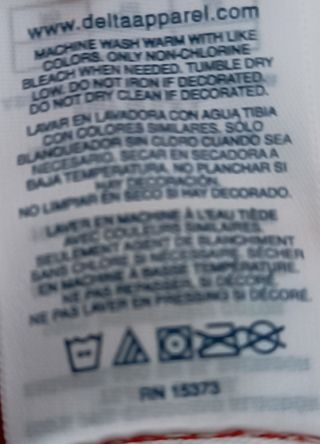 www.deltaapparel.com
MACHINE WASH WARM WITH LIKE
COLORS. ONLY NON-CHLORINE
BLEACH WHEN NEEDED. TUMBLE DRY
LOW. DO NOT IRON IF DECORATED.
DO NOT DRY CLEAN IF DECORATED.
LAVAR EN LAVADORA CON AGUA TIBIA
CON COLORES SIMILARES. SOLO
BLANQUEADOR SIN CLORO CUANDO SEA
NECESARIO. SECAR EN SECADORA A
BAJA TEMPERATURA. NO PLANCHAR SI
HAY DECORACION.
NO LIMPIAR EN SECO SI HAY DECORADO.
LAVER EN MACHINE À L'EAU TIÈDE
AVEC COULEURS SIMILAIRES.
SEULEMENT AGENT DE BLANCHIMENT
SANS CHLORE SI NÉCESSAIRE. SÉCHER
EN MACHINE À BASSE TEMPÉRATURE.
NE PAS REPASSER, SI DÉCORÉ.
NE PAS LAVER EN PRESSING SI DÉCORÉ.
RN 15373